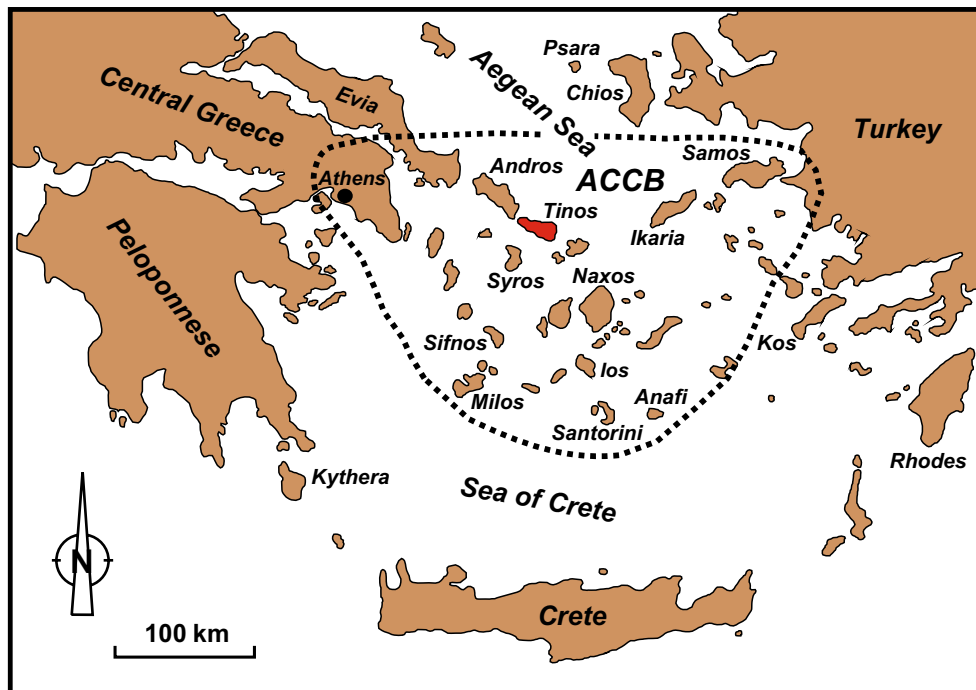 Psara
Aegean Sea
Chios
Central Greece
Evia
Turkey
Samos
Andros
ACCB
Athens
Tinos
Ikaria
Peloponnese
Syros
Naxos
Sifnos
Kos
Ios
Milos
Anafi
Santorini
Rhodes
Kythera
Sea of Crete
N
Crete
100 km